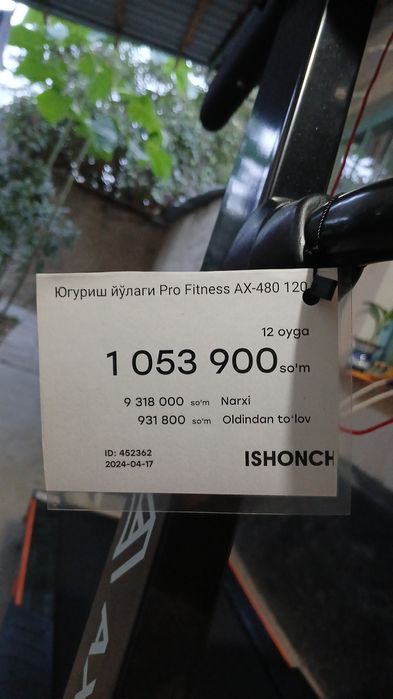 Югуриш йўлаги Pro Fitness AX-480 120
12 oyga
1 053 900 so'm
9 318 000 so'm Narxi
931 800 so'm Oldindan to'lov
ID: 452362
2024-04-17
ISHONCH